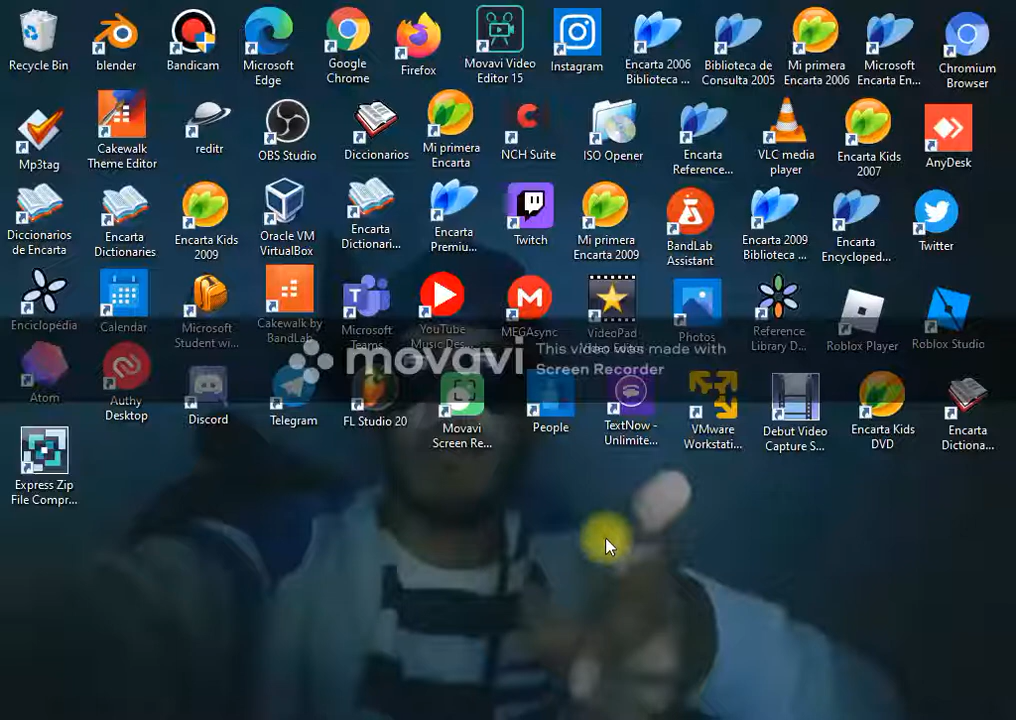 Recycle Bin
blender
Bandicam
Microsoft
Edge
Google
Chrome
Firefox
Movavi Video
Editor 15
Instagram
Encarta 2006
Biblioteca ...
Biblioteca de
Consulta 2005
Mi primera
Encarta 2006
Microsoft
Encarta En...
Chromium
Browser
Mp3tag
Cakewalk
Theme Editor
reditr
OBS Studio
Diccionarios
Mi primera
Encarta
NCH Suite
ISO Opener
Encarta
Reference...
VLC media
player
Encarta Kids
2007
AnyDesk
Diccionarios
de Encarta
Encarta
Dictionaries
Encarta Kids
2009
Oracle VM
VirtualBox
Encarta
Dictionari...
Encarta
Premiu...
Twitch
Mi primera
Encarta 2009
BandLab
Assistant
Encarta 2009
Biblioteca ...
Encarta
Encycloped...
Twitter
Enciclopédia
Calendar
Microsoft
Student wi...
Cakewalk by
BandLab
Microsoft
Teams
YouTube
Music Des...
MEGAsync
VideoPad
Photos
Reference
Library D...
Roblox Player
Roblox Studio
movavi
This video was made with
Screen Recorder
Atom
Authy
Desktop
Discord
Telegram
FL Studio 20
Movavi
Screen Re...
People
TextNow -
Unlimite...
VMware
Workstati...
Debut Video
Capture S...
Encarta Kids
DVD
Encarta
Dictiona...
Express Zip
File Compr...